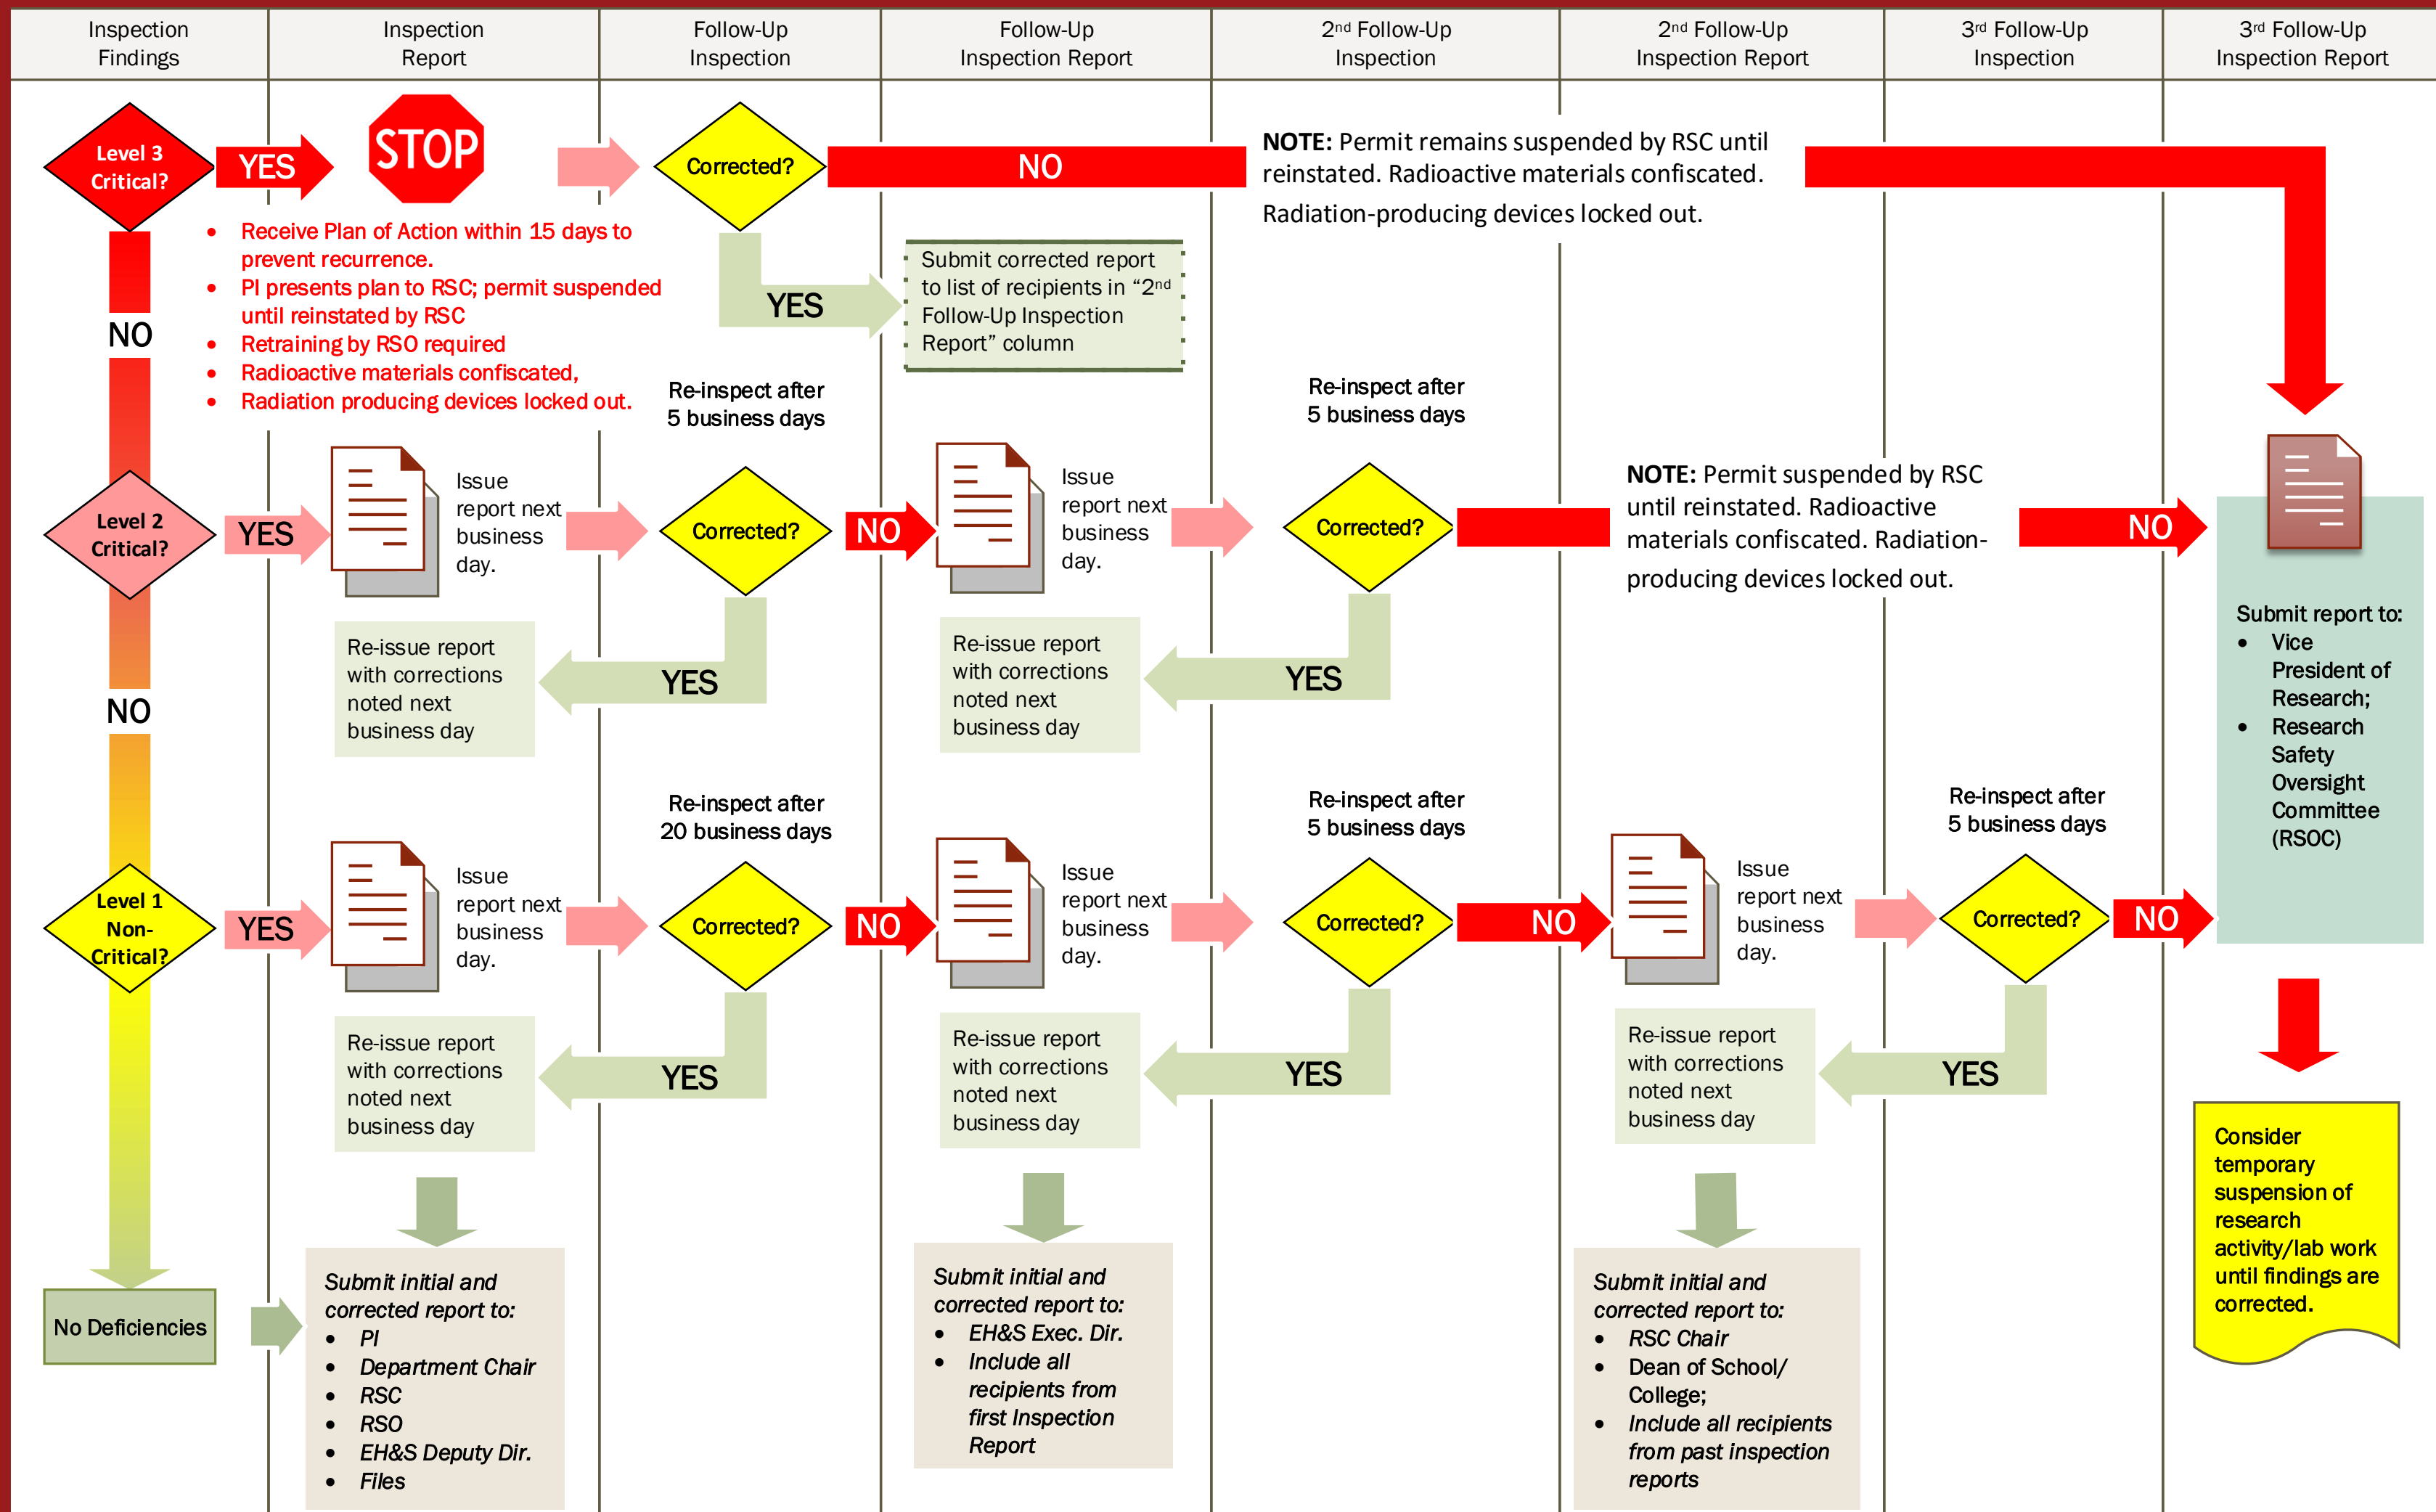 Inspection
Findings
Inspection
Report
Follow-Up
Inspection
Follow-Up
Inspection Report
2nd Follow-Up
Inspection
2nd Follow-Up
Inspection Report
3rd Follow-Up
Inspection
3rd Follow-Up
Inspection Report
Level 3
Critical?
YES
STOP
Corrected?
NO
NOTE: Permit remains suspended by RSC until
reinstated. Radioactive materials confiscated.
Radiation-producing devices locked out.
• Receive Plan of Action within 15 days to
prevent recurrence.
• PI presents plan to RSC; permit suspended
until reinstated by RSC
• Retraining by RSO required
• Radioactive materials confiscated,
• Radiation producing devices locked out.
YES
Submit corrected report
to list of recipients in “2nd
Follow-Up Inspection
Report” column
NO
Re-inspect after
5 business days
Re-inspect after
5 business days
Level 2
Critical?
YES
Issue
report next
business
day.
Corrected?
NO
Issue
report next
business
day.
Corrected?
NOTE: Permit suspended by RSC
until reinstated. Radioactive
materials confiscated. Radiation-
producing devices locked out.
NO
Re-issue report
with corrections
noted next
business day
YES
Re-issue report
with corrections
noted next
business day
YES
Submit report to:
• Vice
President of
Research;
• Research
Safety
Oversight
Committee
(RSOC)
NO
Re-inspect after
20 business days
Re-inspect after
5 business days
Re-inspect after
5 business days
Level 1
Non-
Critical?
YES
Issue
report next
business
day.
Corrected?
NO
Issue
report next
business
day.
Corrected?
NO
Issue
report next
business
day.
Corrected?
NO
Re-issue report
with corrections
noted next
business day
YES
Re-issue report
with corrections
noted next
business day
YES
Re-issue report
with corrections
noted next
business day
YES
No Deficiencies
Submit initial and
corrected report to:
• PI
• Department Chair
• RSC
• RSO
• EH&S Deputy Dir.
• Files
Submit initial and
corrected report to:
• EH&S Exec. Dir.
• Include all
recipients from
first Inspection
Report
Submit initial and
corrected report to:
• RSC Chair
• Dean of School/
College;
• Include all recipients
from past inspection
reports
Consider
temporary
suspension of
research
activity/lab work
until findings are
corrected.